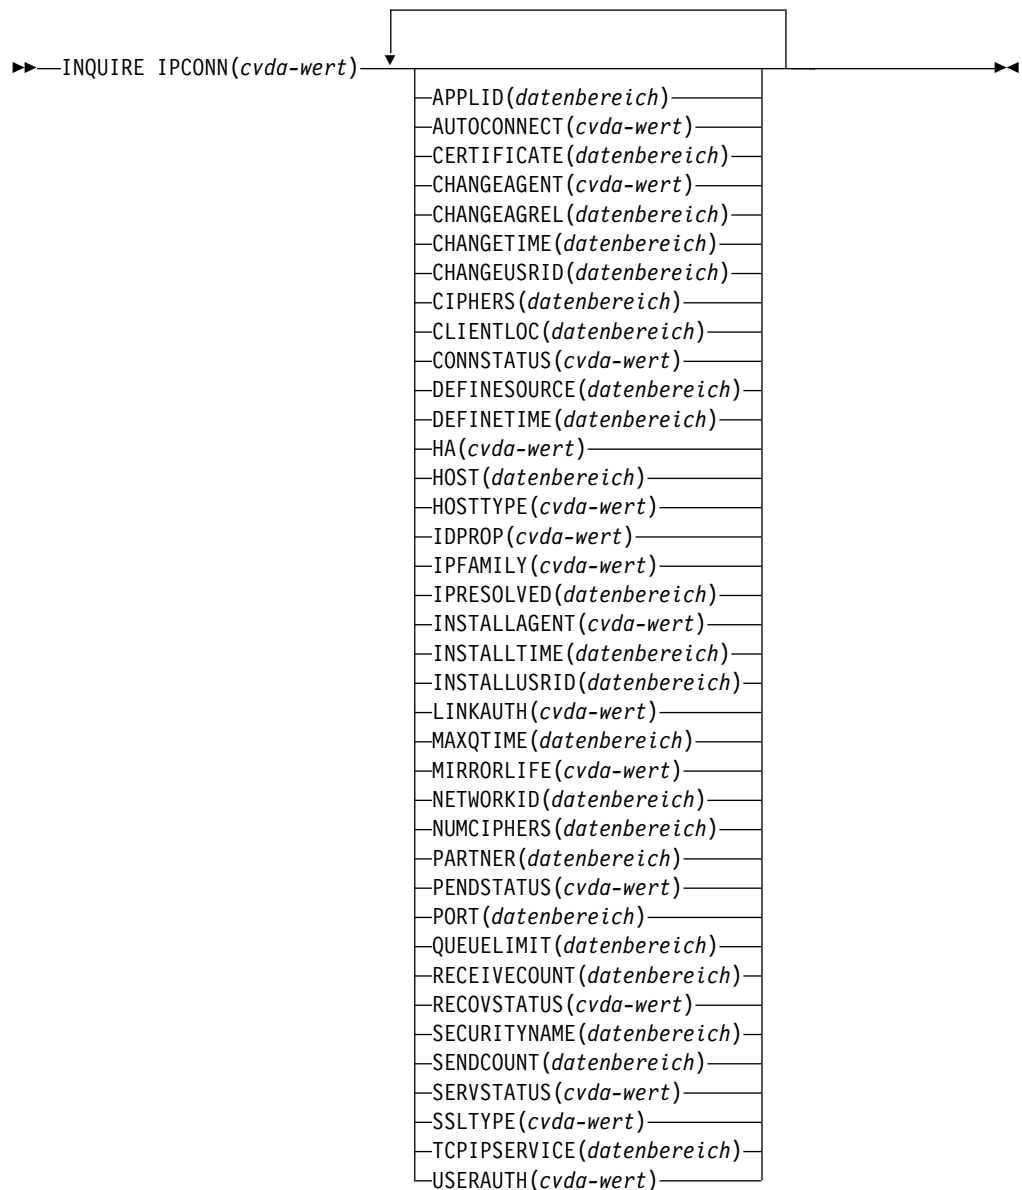 INQUIRE IPCONN(cvda-wert)
APPLID(datenbereich)
AUTOCONNECT(cvda-wert)
CERTIFICATE(datenbereich)
CHANGEAGENT(cvda-wert)
CHANGEAGREL(datenbereich)
CHANGETIME(datenbereich)
CHANGEUSRID(datenbereich)
CIPHERS(datenbereich)
CLIENTLOC(datenbereich)
CONNSTATUS(cvda-wert)
DEFINESOURCE(datenbereich)
DEFINETIME(datenbereich)
HA(cvda-wert)
HOST(datenbereich)
HOSTTYPE(cvda-wert)
IDPROP(cvda-wert)
IPFAMILY(cvda-wert)
IPRESOLVED(datenbereich)
INSTALLAGENT(cvda-wert)
INSTALLTIME(datenbereich)
INSTALLUSRID(datenbereich)
LINKAUTH(cvda-wert)
MAXQTIME(datenbereich)
MIRRORLIFE(cvda-wert)
NETWORKID(datenbereich)
NUMCIPHERS(datenbereich)
PARTNER(datenbereich)
PENDSTATUS(cvda-wert)
PORT(datenbereich)
QUEUELIMIT(datenbereich)
RECEIVECOUNT(datenbereich)
RECOVSTATUS(cvda-wert)
SECURITYNAME(datenbereich)
SENDCOUNT(datenbereich)
SERVSTATUS(cvda-wert)
SSLTYPE(cvda-wert)
TCPIPSERVICE(datenbereich)
USERAUTH(cvda-wert)